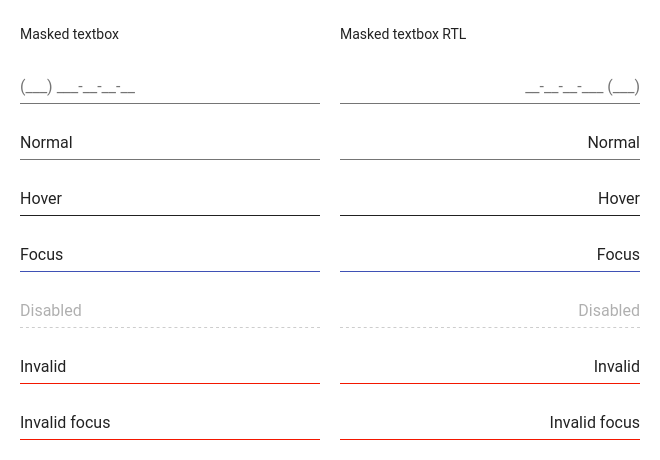 Masked textbox
(___) ___-__-__-__
Normal
Hover
Focus
Disabled
Invalid
Invalid focus
Masked textbox RTL
__-__-__-___ (___)
Normal
Hover
Focus
Disabled
Invalid
Invalid focus